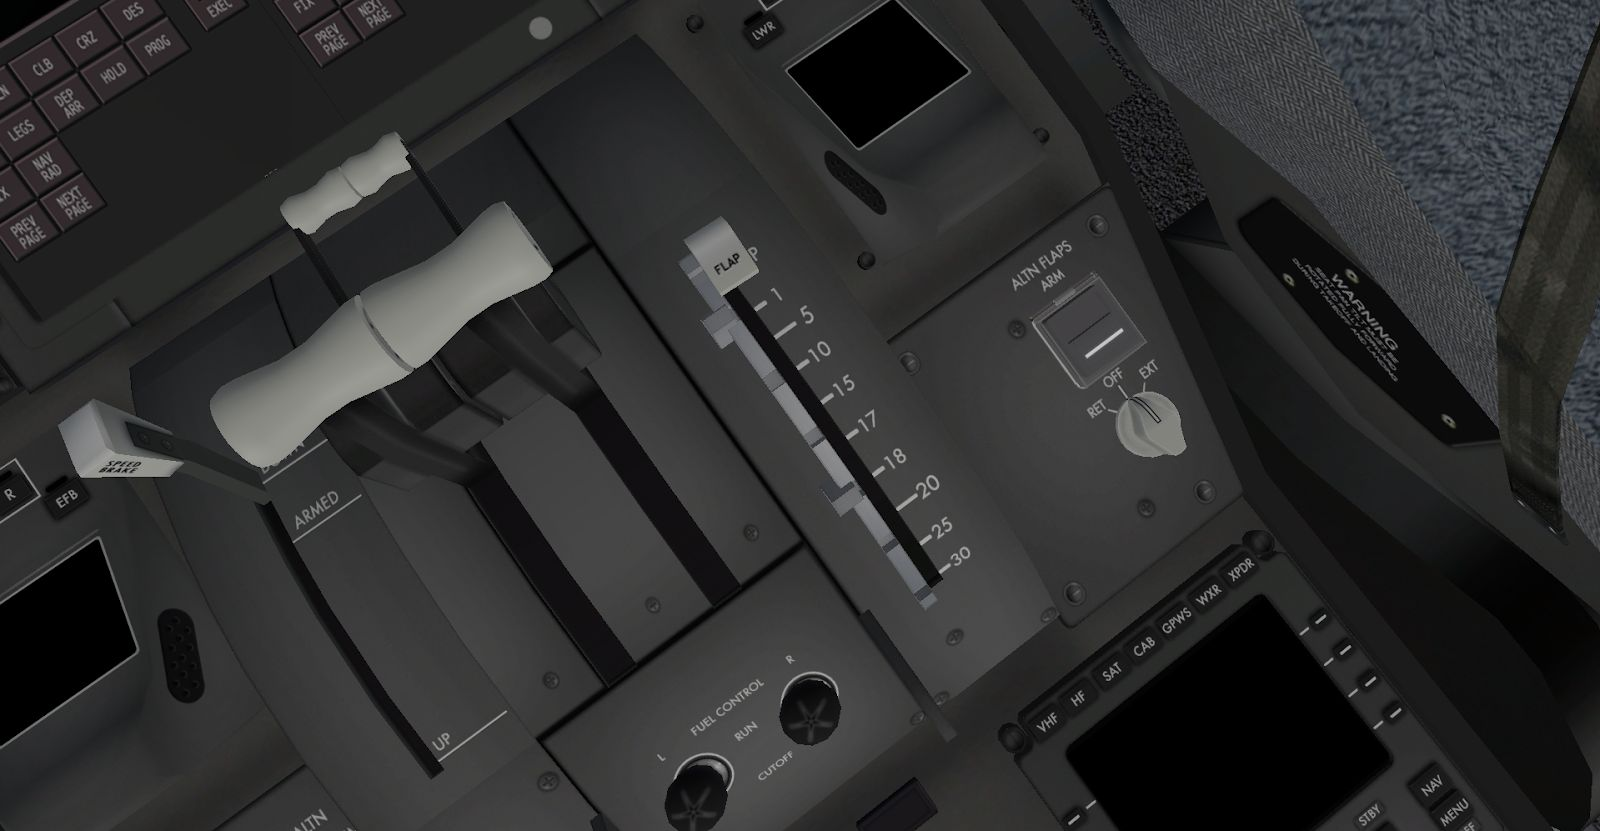 DES
CRZ
CLB
EXEC
FIX
PREV
PAGE
NEXT
PAGE
PROG
HOLD
DEP
ARR
LEGS
NAV
RAD
NEXT
PAGE
PREV
PAGE
LWR
FLAP
1
5
10
15
17
18
20
25
30
ALTN FLAPS
ARM
OFF
EXT
RET
WARNING
SPEED
BRAKE
R
EFB
ARMED
UP
R
FUEL CONTROL
L
RUN
CUTOFF
VHF
HF
SAT
CAB
GPWS
WXR
XPDR
NAV
MENU
STBY
ALTN